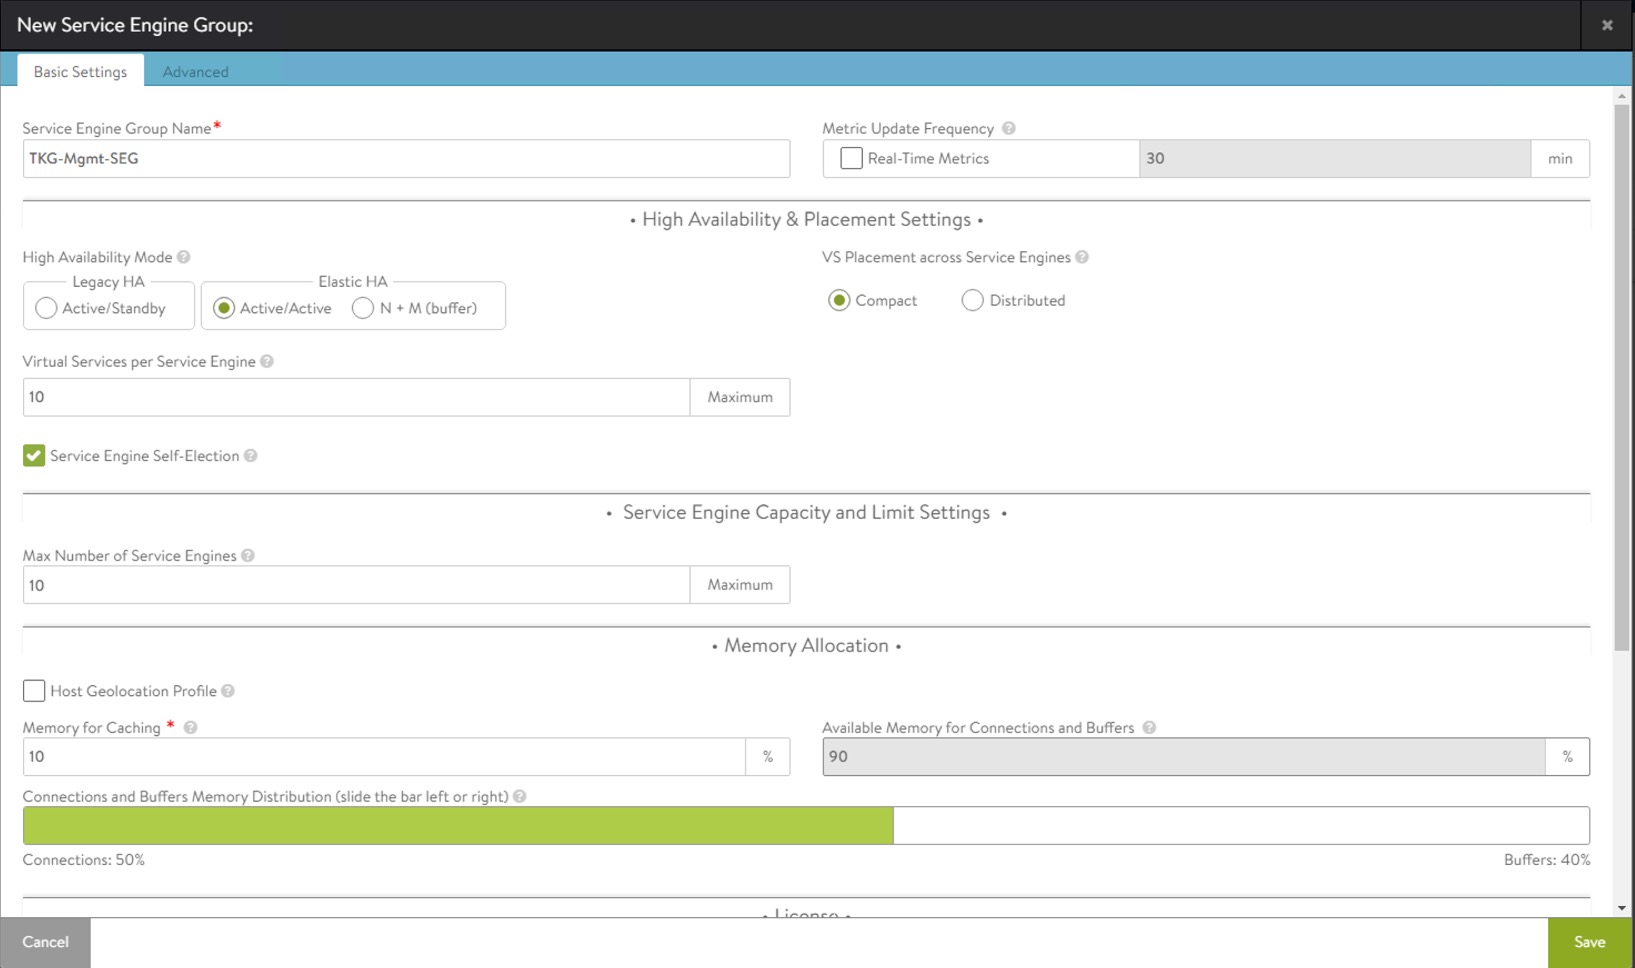 New Service Engine Group:
Basic Settings Advanced
Service Engine Group Name* Metric Update Frequency
TKG-Mgmt-SEG Real-Time Metrics 30 min
• High Availability & Placement Settings •
High Availability Mode VS Placement across Service Engines
Legacy HA Elastic HA
Active/Standby Active/Active N + M (buffer) Compact Distributed
Virtual Services per Service Engine
10 Maximum
Service Engine Self-Election
• Service Engine Capacity and Limit Settings •
Max Number of Service Engines
10 Maximum
• Memory Allocation •
Host Geolocation Profile
Memory for Caching * Available Memory for Connections and Buffers
10 % 90 %
Connections and Buffers Memory Distribution (slide the bar left or right)
Connections: 50% Buffers: 40%
• License •
Cancel Save